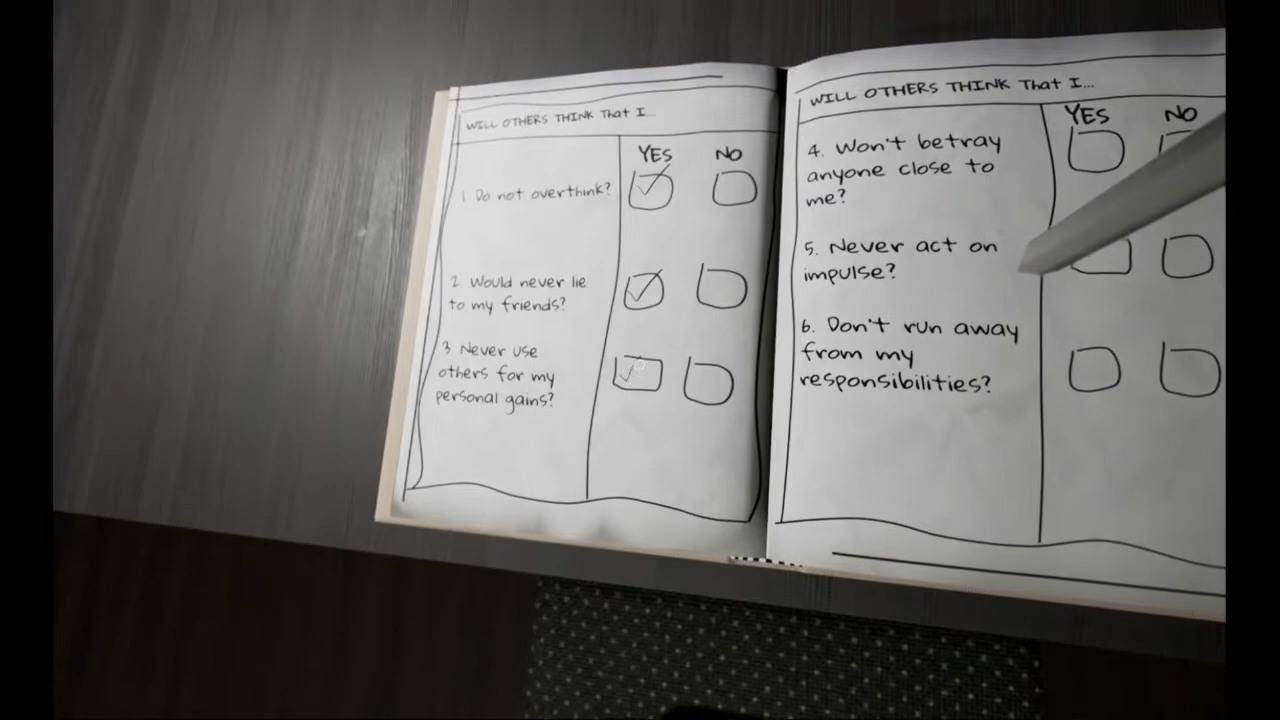 WILL OTHERS THINK That I...
YES NO
1. Do not overthink?
2. Would never lie
to my friends?
3. Never use
others for my
personal gains?
WILL OTHERS THINK That I...
YES NO
4. Won't betray
anyone close to
me?
5. Never act on
impulse?
6. Don't run away
from my
responsibilities?